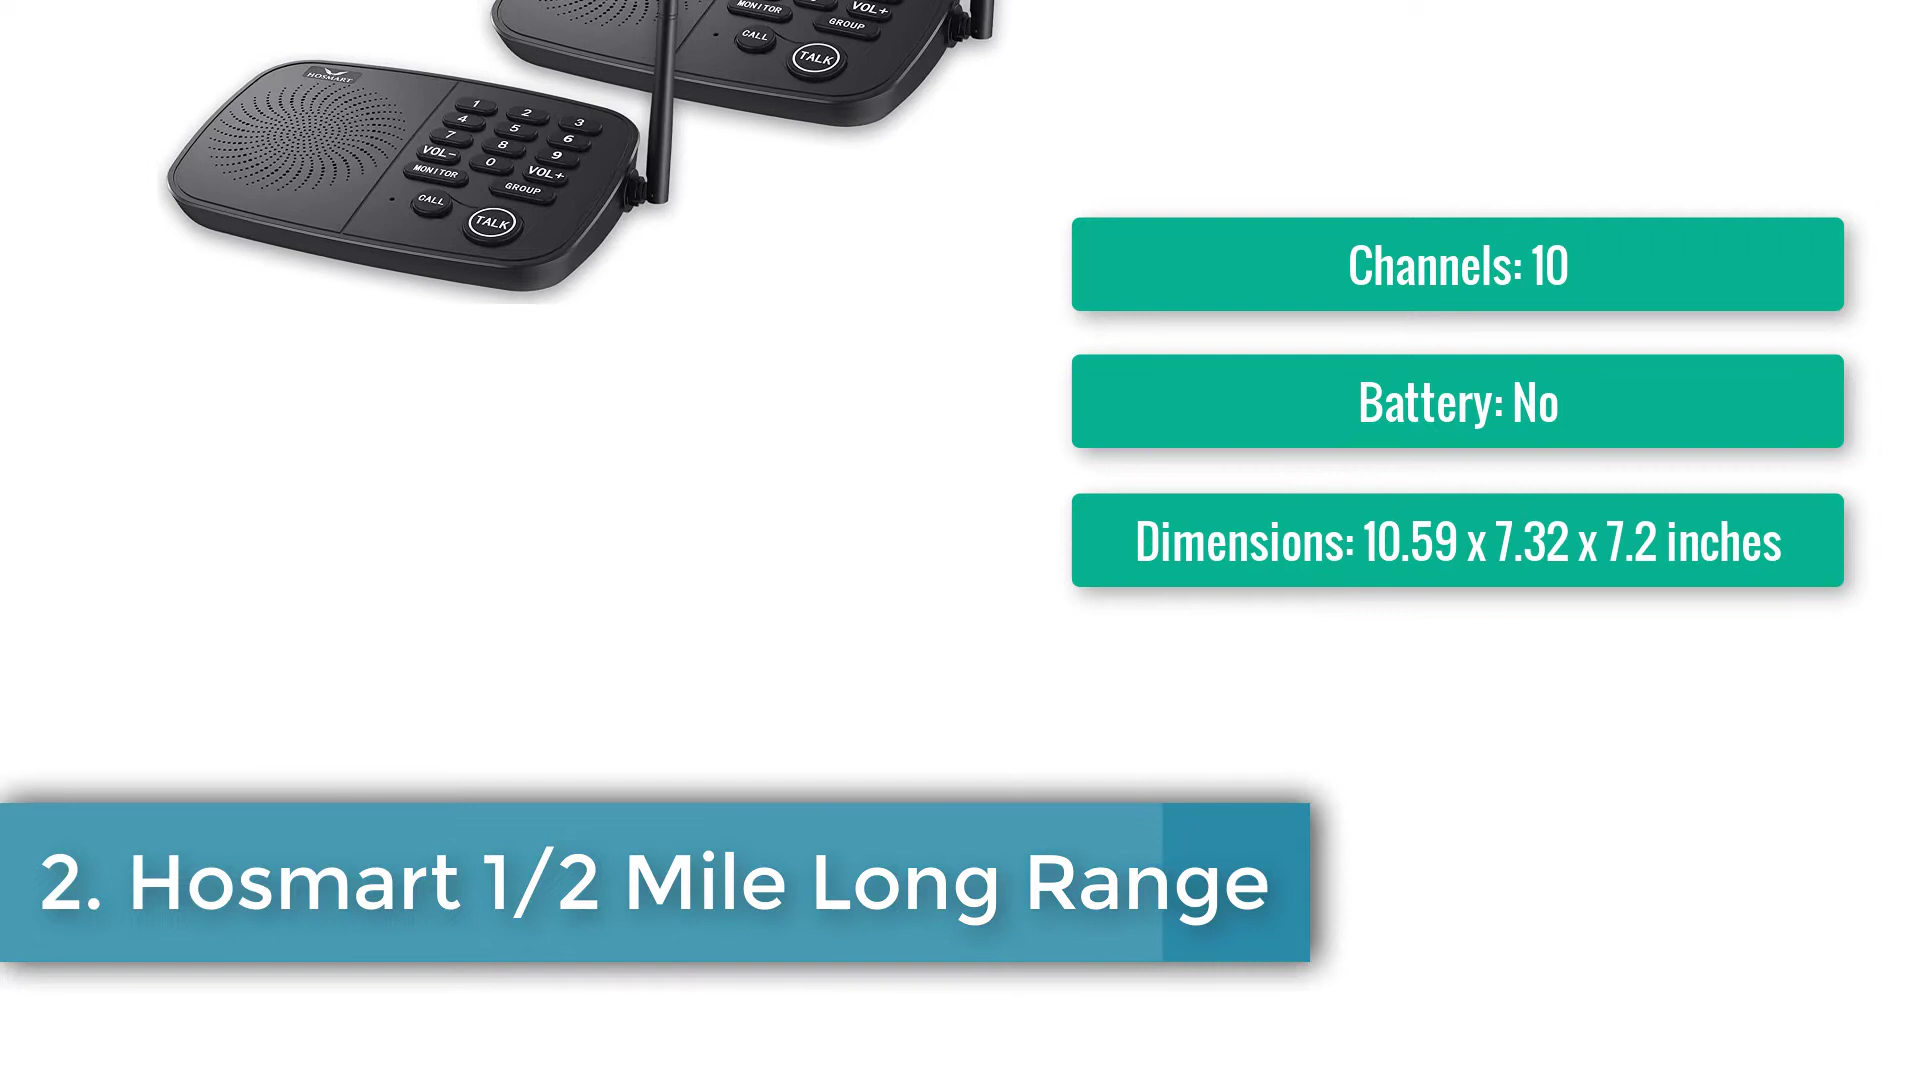 MONITOR
VOL+
GROUP
CALL
TALK
HOSMART
1 2 3
4 5 6
7 8 9
VOL− 0 VOL+
MONITOR
GROUP
CALL
TALK
Channels: 10
Battery: No
Dimensions: 10.59 x 7.32 x 7.2 inches
2. Hosmart 1/2 Mile Long Range